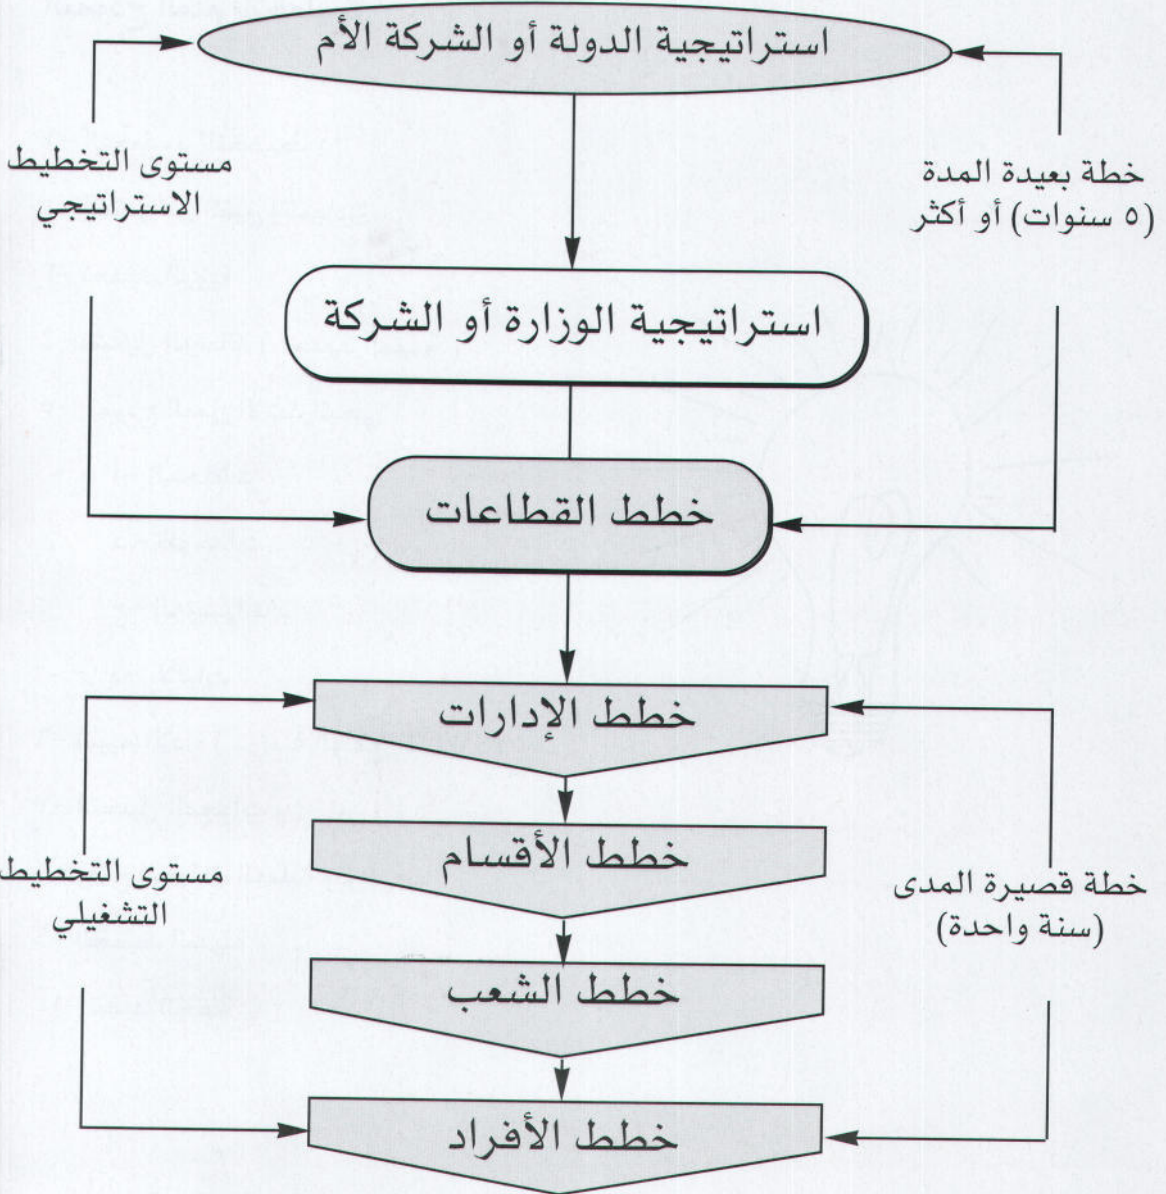 استراتيجية الدولة أو الشركة الأم
خطة بعيدة المدة
(٥ سنوات) أو أكثر
مستوى التخطيط
الاستراتيجي
استراتيجية الوزارة أو الشركة
خطط القطاعات
خطط الإدارات
خطط الأقسام
خطة قصيرة المدى
(سنة واحدة)
مستوى التخطيط
التشغيلي
خطط الشعب
خطط الأفراد